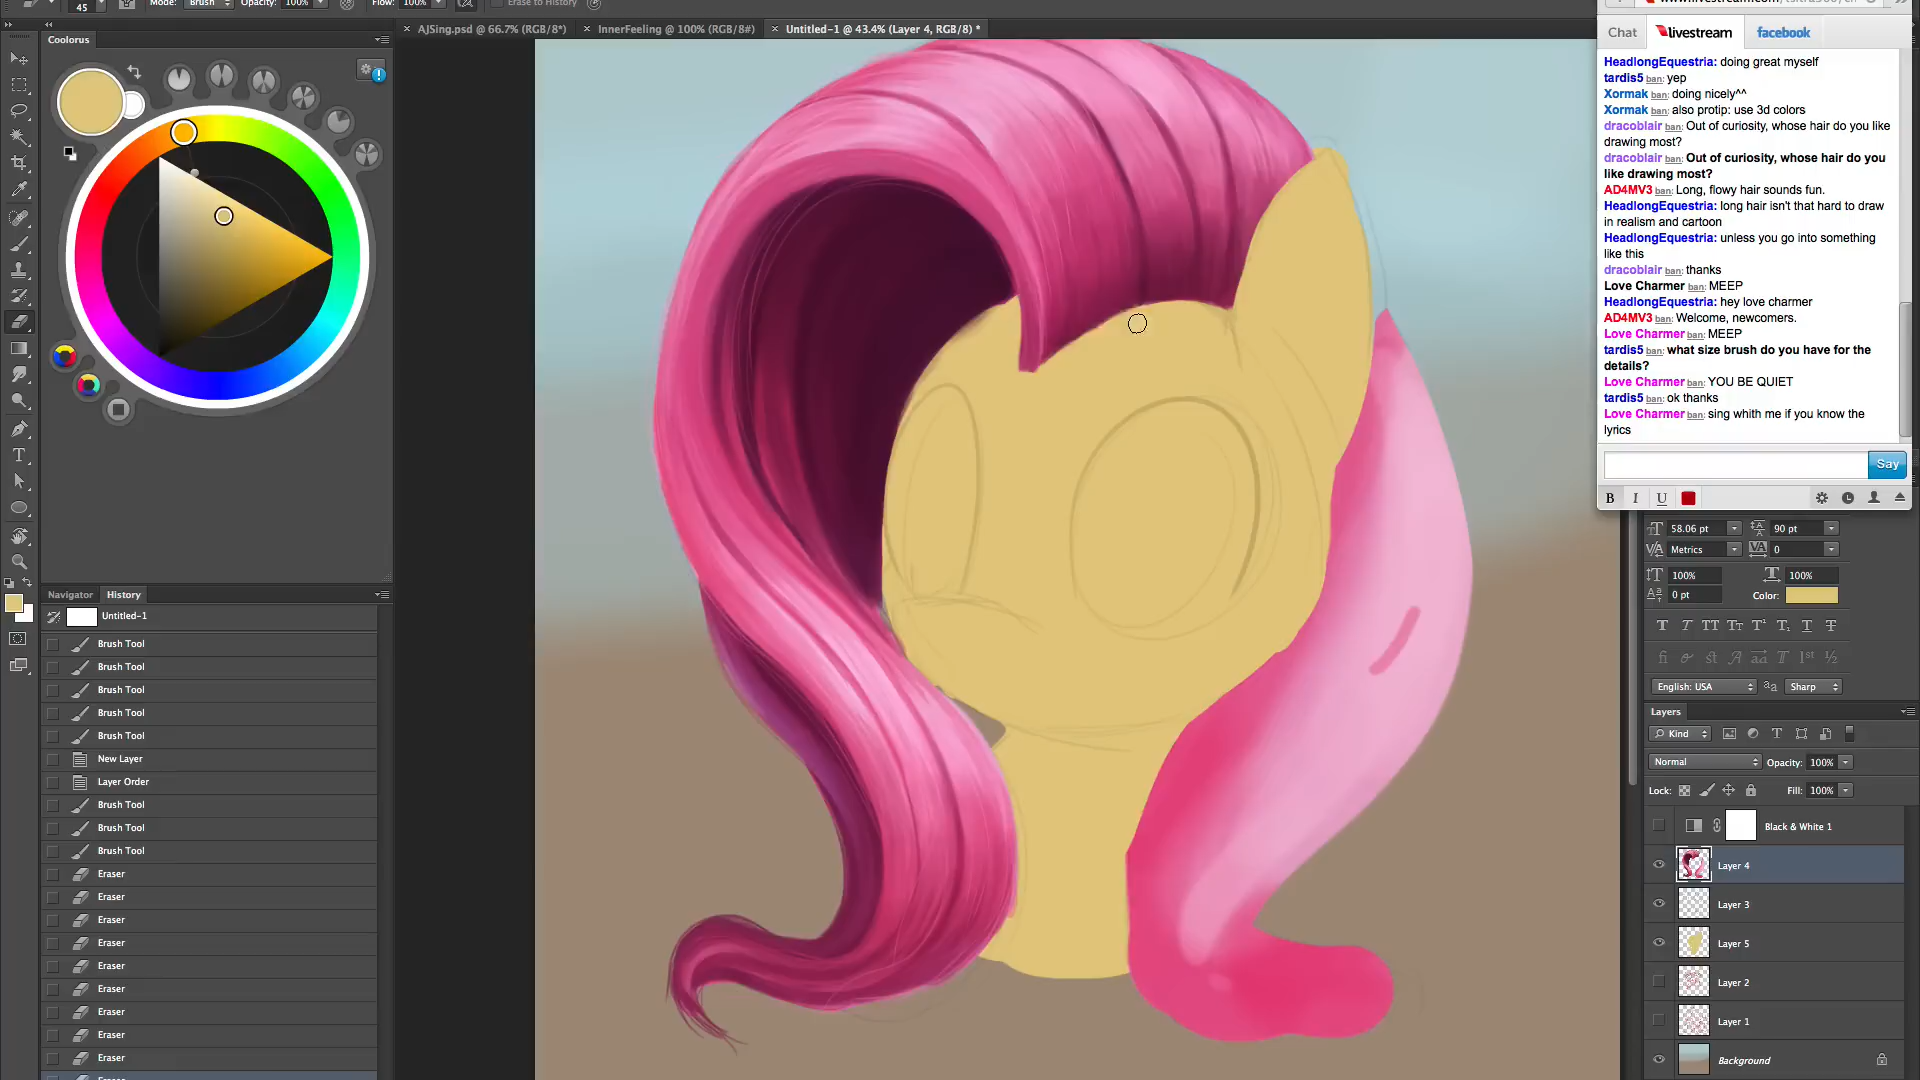 45
Mode:
Brush
Opacity:
100%
Flow:
100%
Erase to History
AJSing.psd @ 66.7% (RGB/8*)
InnerFeeling @ 100% (RGB/8#)
Untitled-1 @ 43.4% (Layer 4, RGB/8) *
Coolorus
Navigator
History
Untitled-1
Brush Tool
Brush Tool
Brush Tool
Brush Tool
Brush Tool
New Layer
Layer Order
Brush Tool
Brush Tool
Brush Tool
Eraser
Eraser
Eraser
Eraser
Eraser
Eraser
Eraser
Eraser
Eraser
Chat
livestream
facebook
HeadlongEquestria: doing great myself
tardis5 ban: yep
Xormak ban: doing nicely^^
Xormak ban: also protip: use 3d colors
dracoblair ban: Out of curiosity, whose hair do you like
drawing most?
dracoblair ban: Out of curiosity, whose hair do you
like drawing most?
AD4MV3 ban: Long, flowy hair sounds fun.
HeadlongEquestria: long hair isn't that hard to draw
in realism and cartoon
HeadlongEquestria: unless you go into something
like this
dracoblair ban: thanks
Love Charmer ban: MEEP
HeadlongEquestria: hey love charmer
AD4MV3 ban: Welcome, newcomers.
Love Charmer ban: MEEP
tardis5 ban: what size brush do you have for the
details?
Love Charmer ban: YOU BE QUIET
tardis5 ban: ok thanks
Love Charmer ban: sing whith me if you know the
lyrics
Say
B I U
58.06 pt
90 pt
Metrics
0
100%
100%
0 pt
Color:
English: USA
Sharp
Layers
Kind
Normal
Opacity: 100%
Lock:
Fill: 100%
Black & White 1
Layer 4
Layer 3
Layer 5
Layer 2
Layer 1
Background